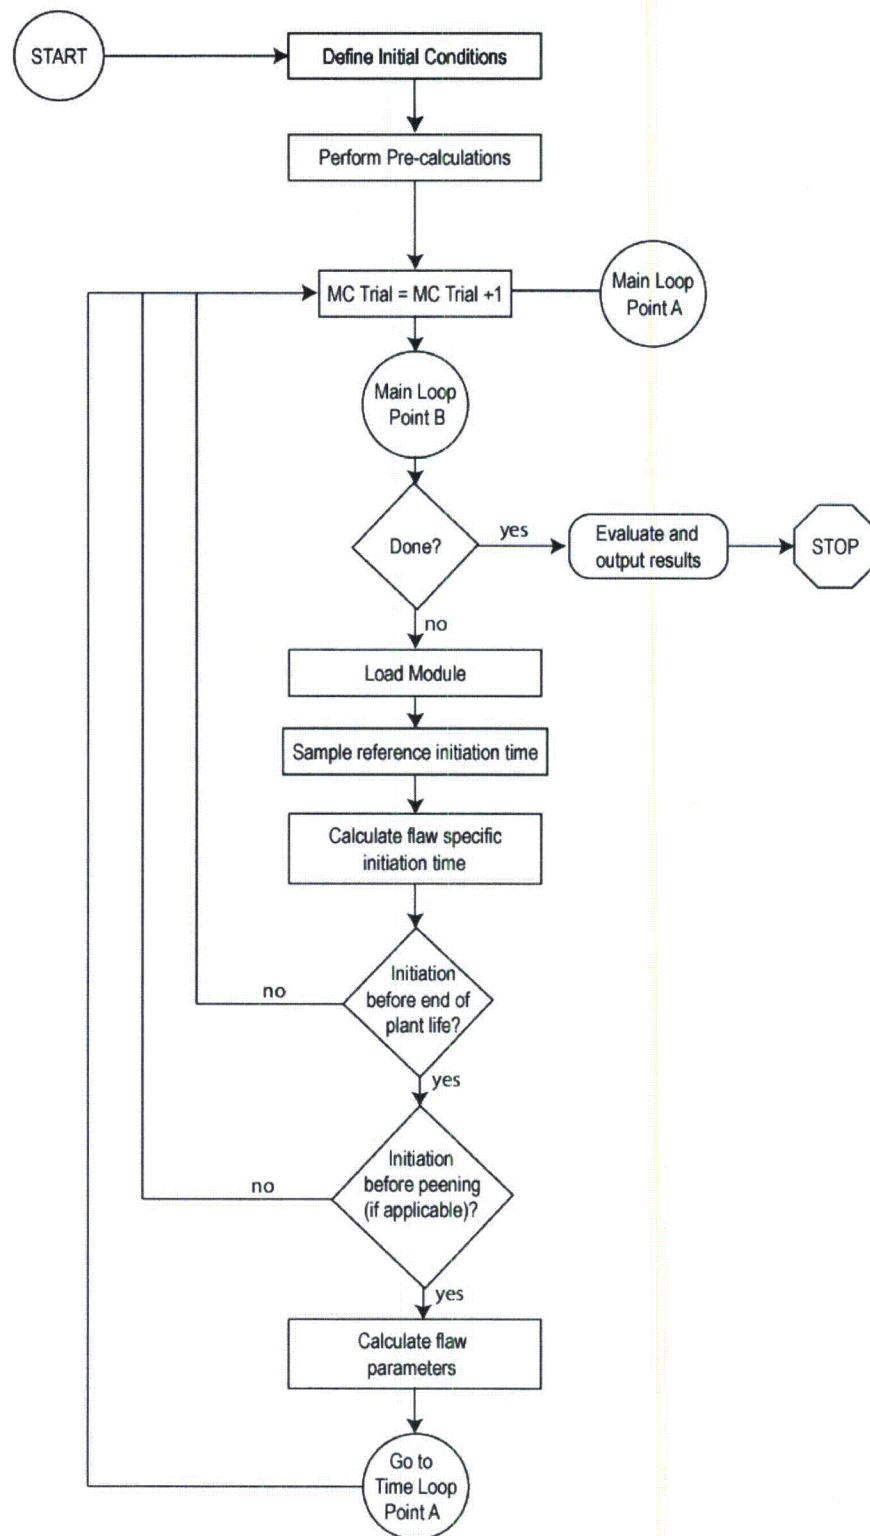 START
Define Initial Conditions
Perform Pre-calculations
MC Trial = MC Trial +1
Main Loop
Point A
Main Loop
Point B
Done?
yes
Evaluate and
output results
STOP
no
Load Module
Sample reference initiation time
Calculate flaw specific
initiation time
Initiation
before end of
plant life?
no
yes
Initiation
before peening
(if applicable)?
no
yes
Calculate flaw
parameters
Go to
Time Loop
Point A